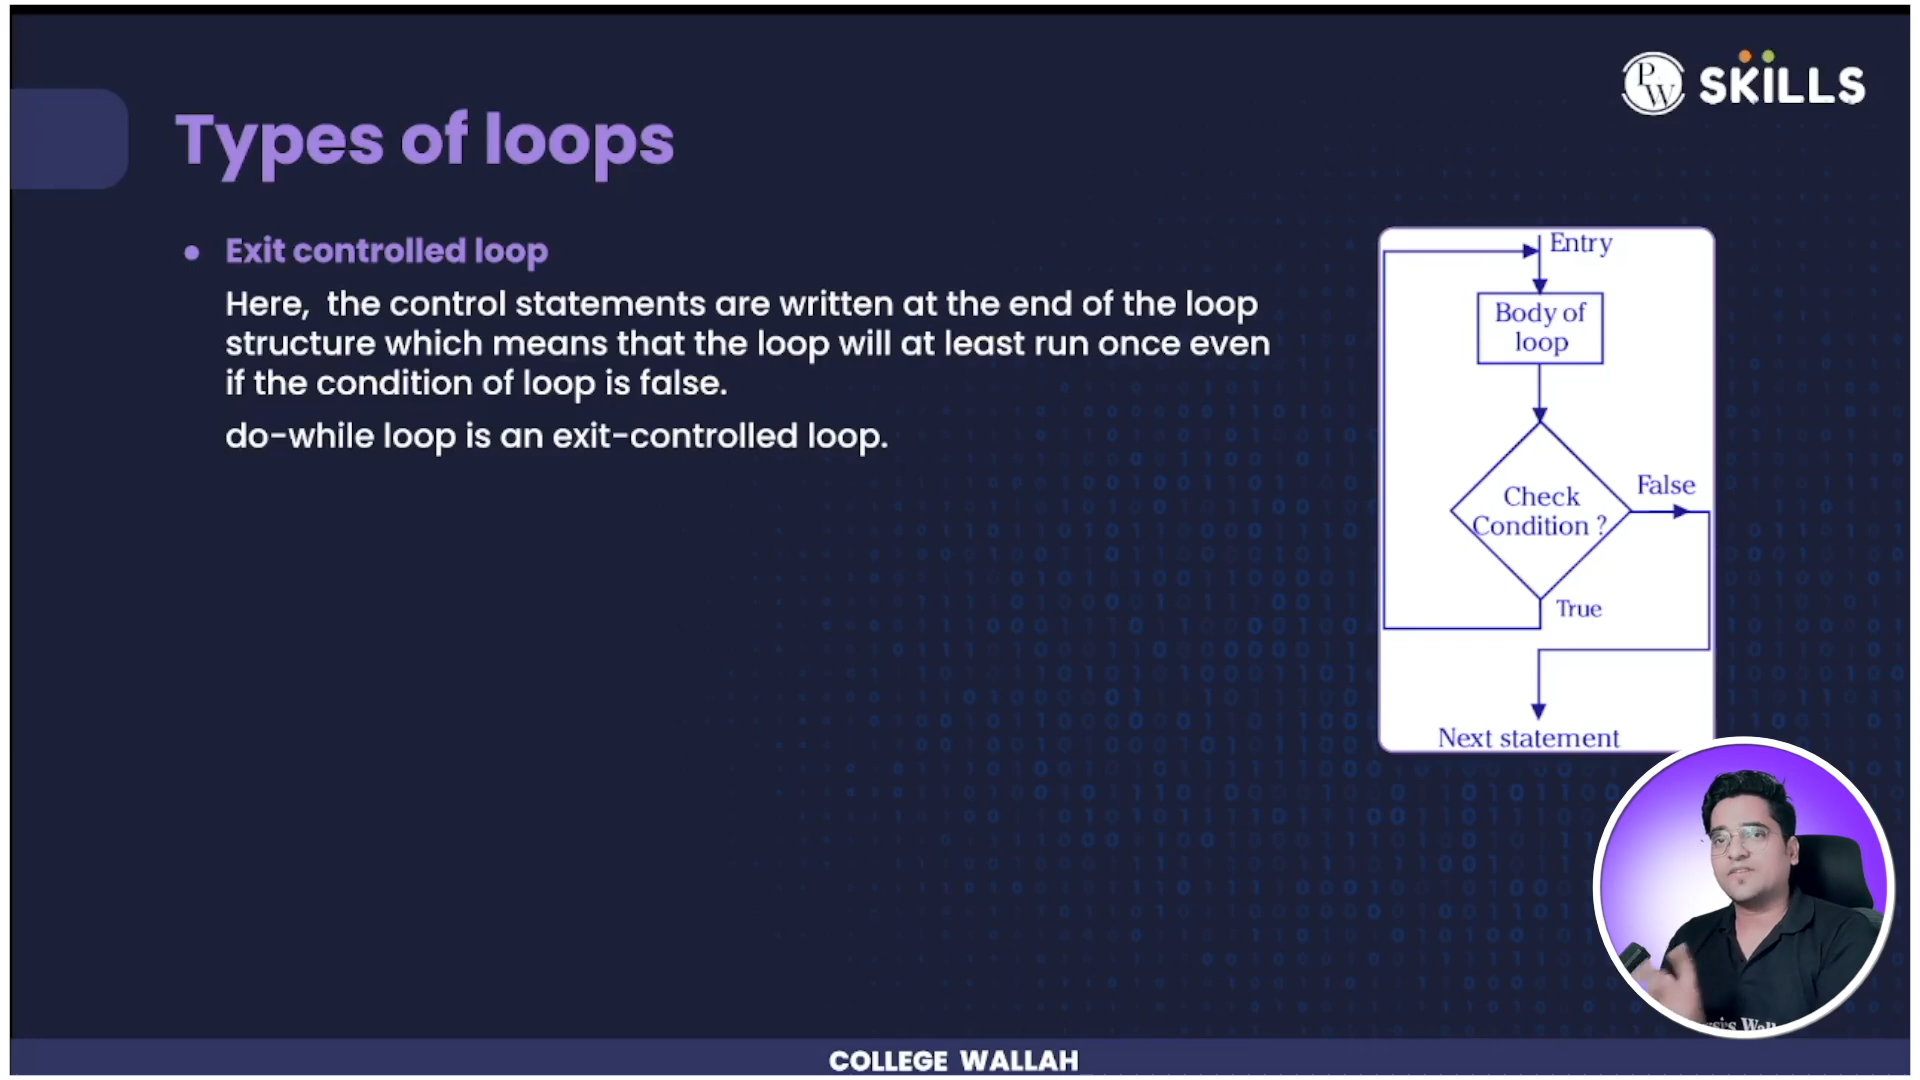 PW SKILLS
Types of loops
Exit controlled loop
Here, the control statements are written at the end of the loop
structure which means that the loop will at least run once even
if the condition of loop is false.
do-while loop is an exit-controlled loop.
Entry
Body of
loop
Check
Condition ?
False
True
Next statement
COLLEGE WALLAH